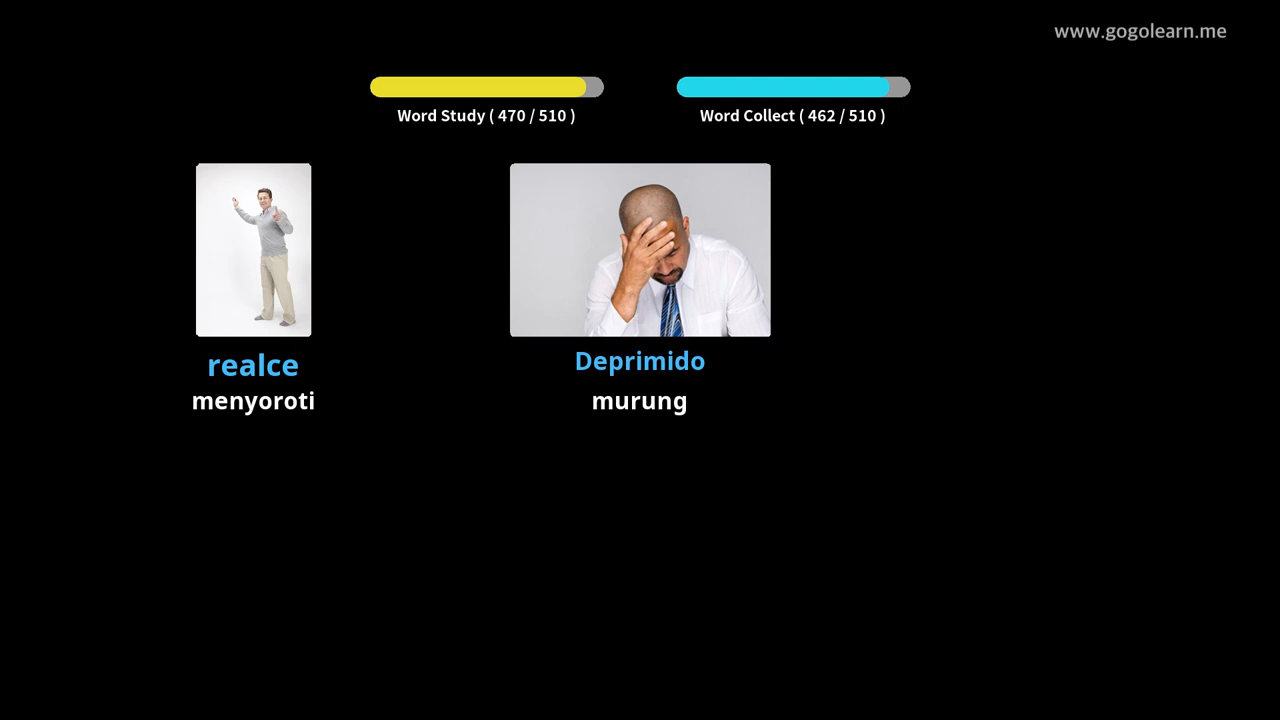 www.gogolearn.me
Word Study ( 470 / 510 )
Word Collect ( 462 / 510 )
realce
menyoroti
Deprimido
murung